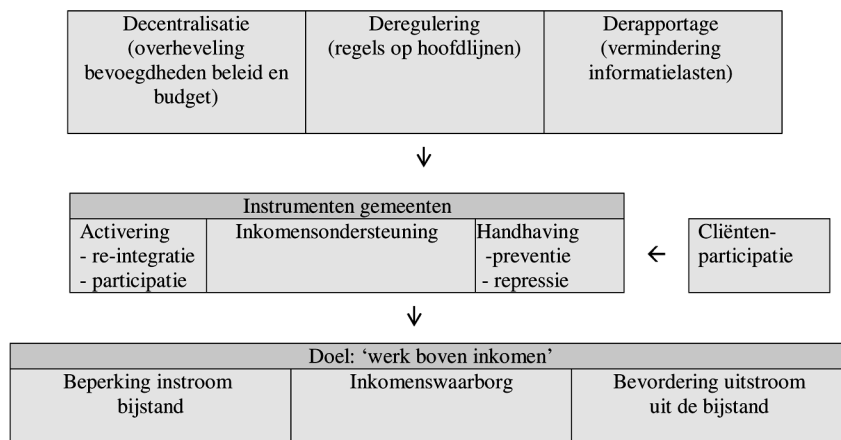 Decentralisatie
(overheveling
bevoegdheden beleid en
budget)
Deregulering
(regels op hoofdlijnen)
Derapportage
(vermindering
informatielasten)
Instrumenten gemeenten
Activering
- re-integratie
- participatie
Inkomensondersteuning
Handhaving
-preventie
- repressie
Cliënten-
participatie
Doel: ‘werk boven inkomen’
Beperking instroom
bijstand
Inkomenswaarborg
Bevordering uitstroom
uit de bijstand